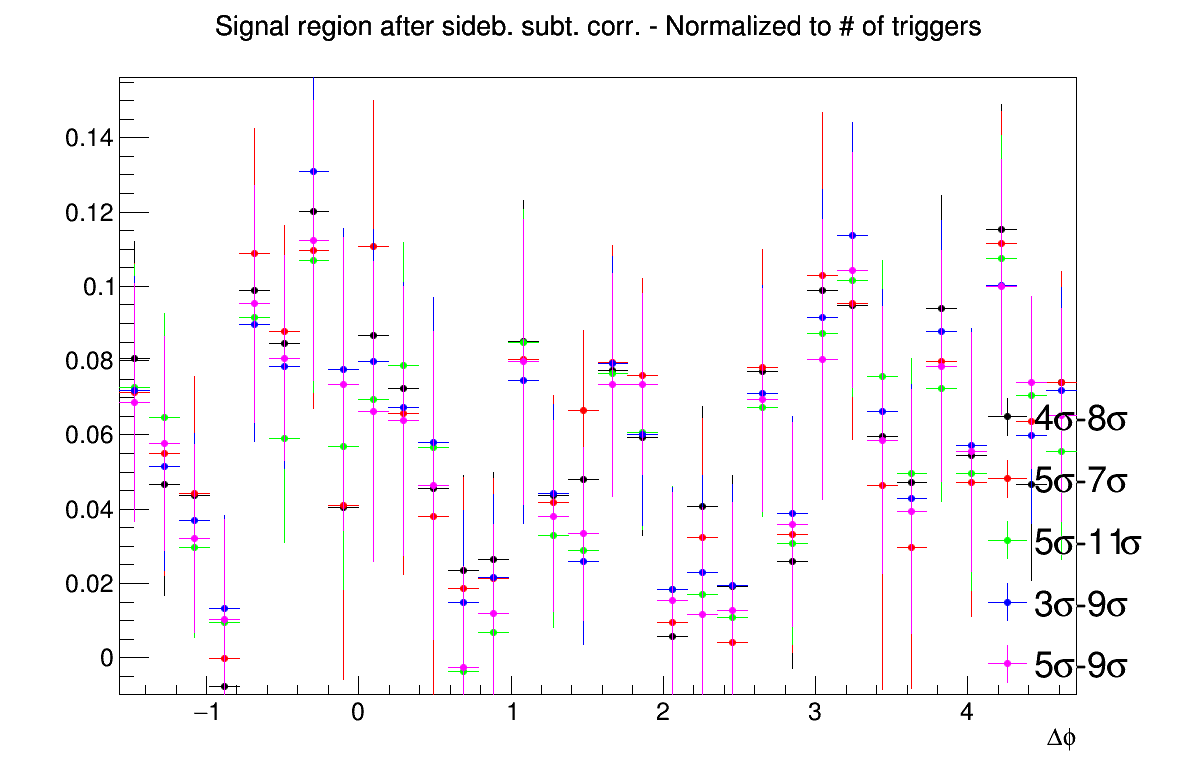 Signal region after sideb. subt. corr. - Normalized to # of triggers
0.14
0.12
0.1
0.08
0.06
0.04
0.02
0
4σ-8σ
5σ-7σ
5σ-11σ
3σ-9σ
5σ-9σ
−1 0 1 2 3 4
Δϕ